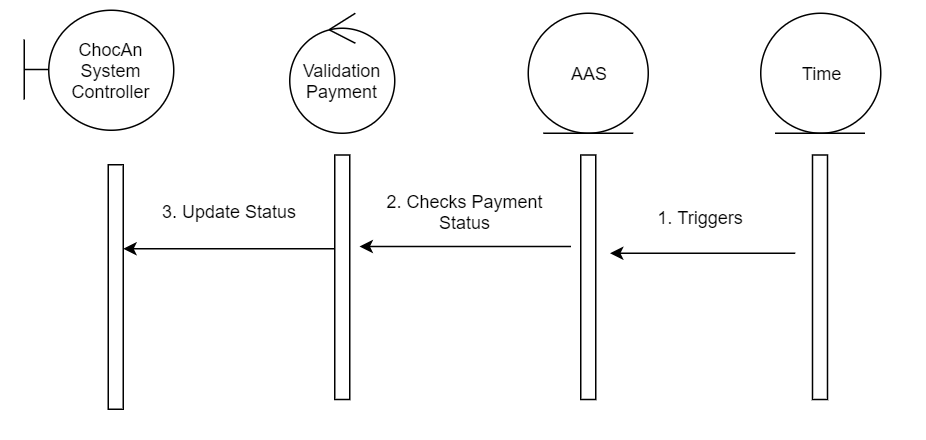 ChocAn
System
Controller
Validation
Payment
AAS
Time
3. Update Status
2. Checks Payment
Status
1. Triggers